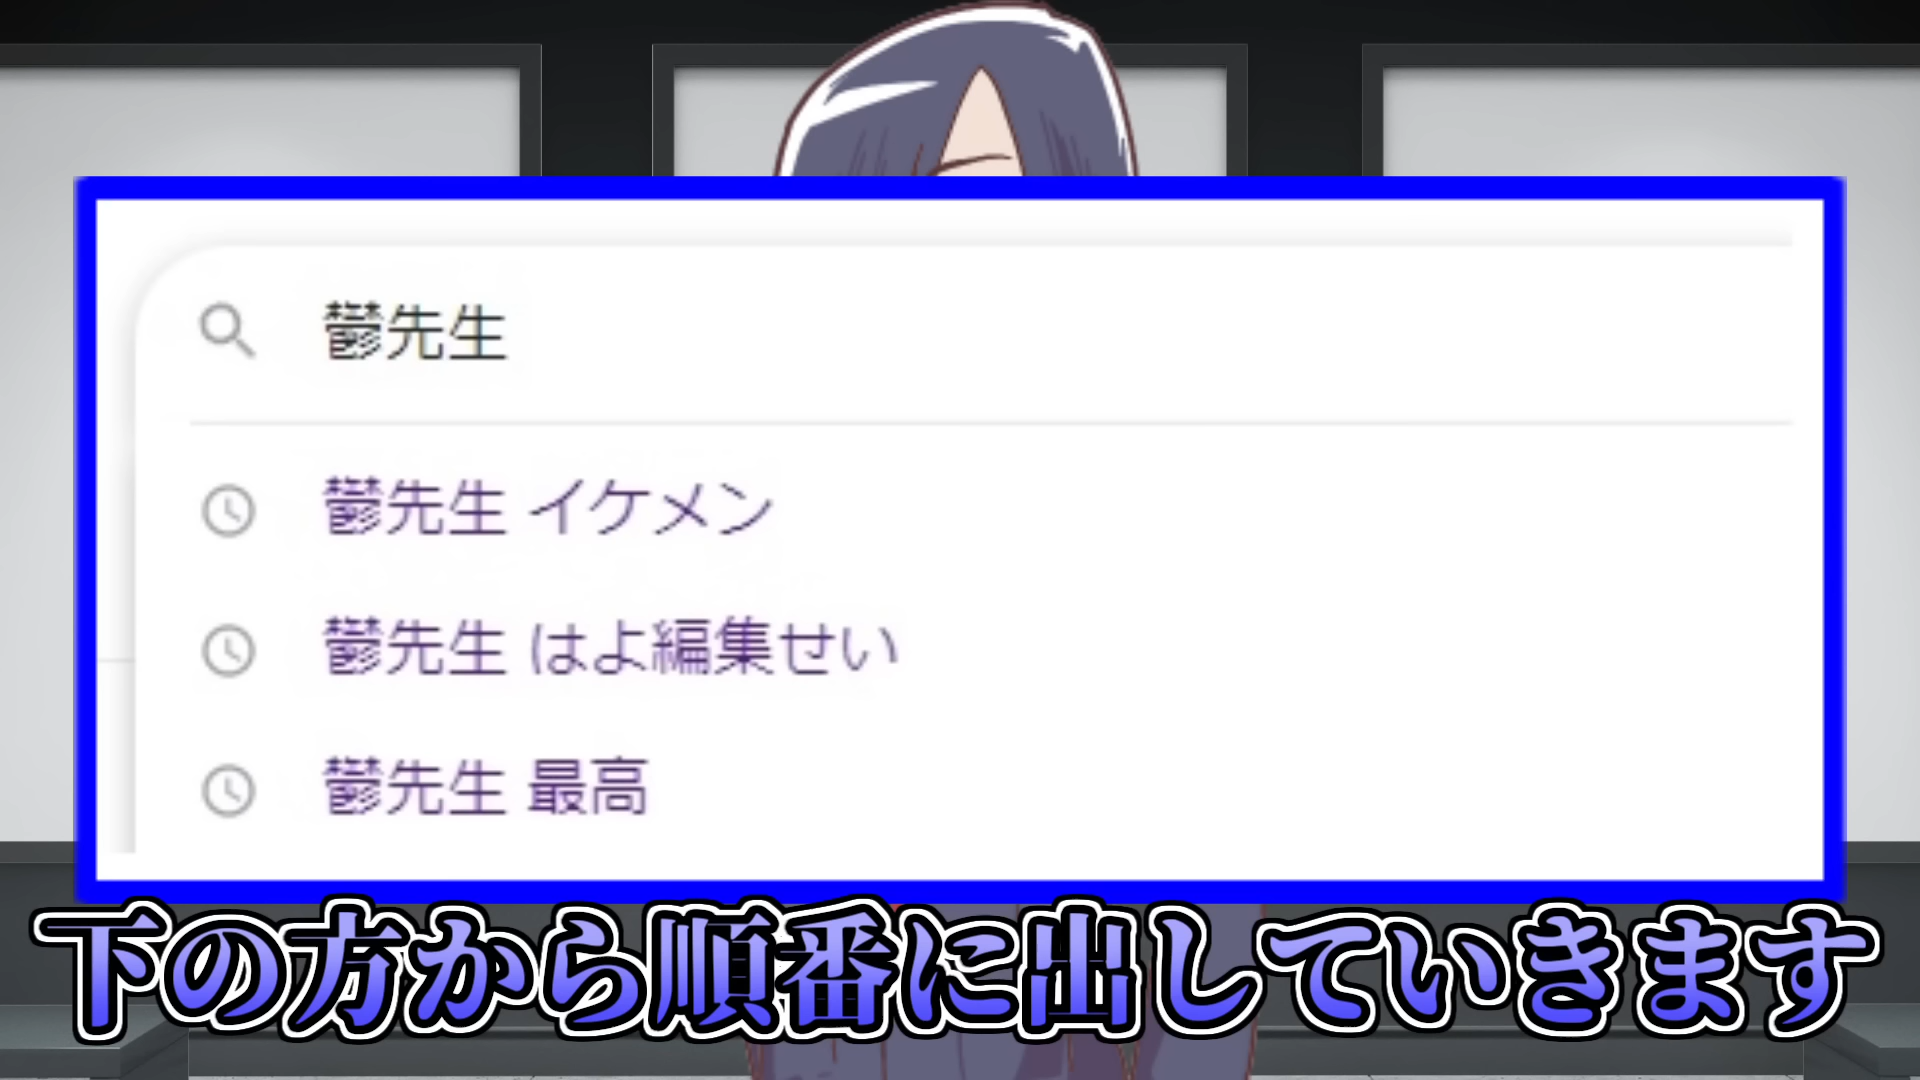 鬱先生
鬱先生 イケメン
鬱先生 はよ編集せい
鬱先生 最高
下の方から順番に出していきます